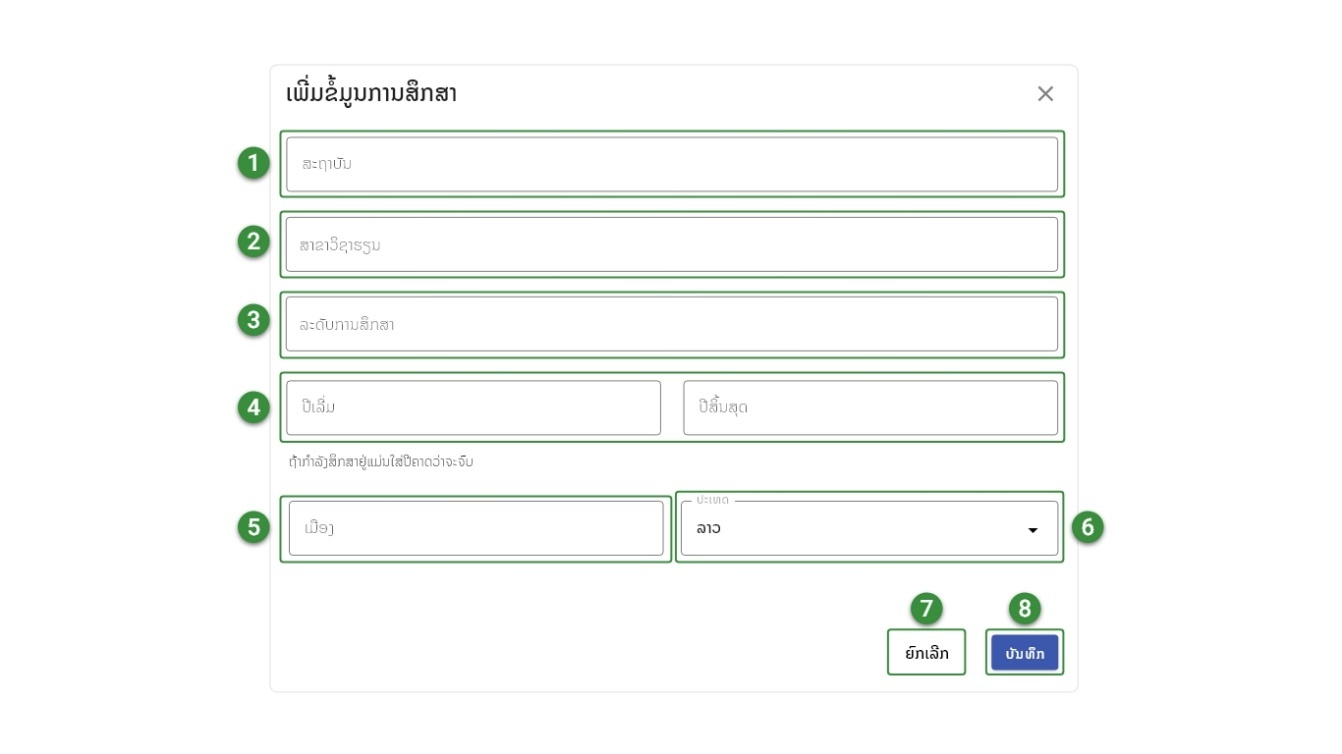 ເພີ່ມຂໍ້ມູນການສຶກສາ
1
ສະຖາບັນ
2
ສາຂາວິຊາຮຽນ
3
ລະດັບການສຶກສາ
4
ປີເລີ່ມ
ປີສິ້ນສຸດ
ຖ້າກຳລັງສຶກສາຢູ່ແມ່ນໃສ່ປີຄາດວ່າຈະຈົບ
5
ເມືອງ
ປະເທດ
ລາວ
6
7
8
ຍົກເລີກ
ບັນທຶກ